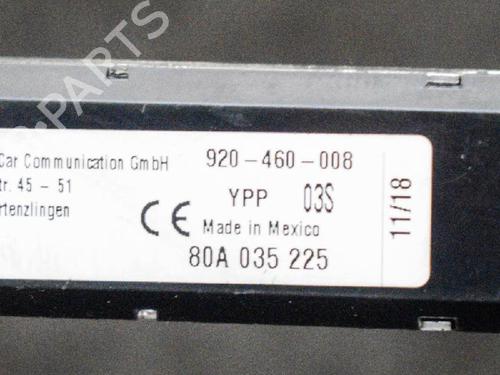 PARTS
Car Communication GmbH
tr. 45 - 51
rtenzlingen
CE
920-460-008
YPP 03S
Made in Mexico
80A 035 225
11/18